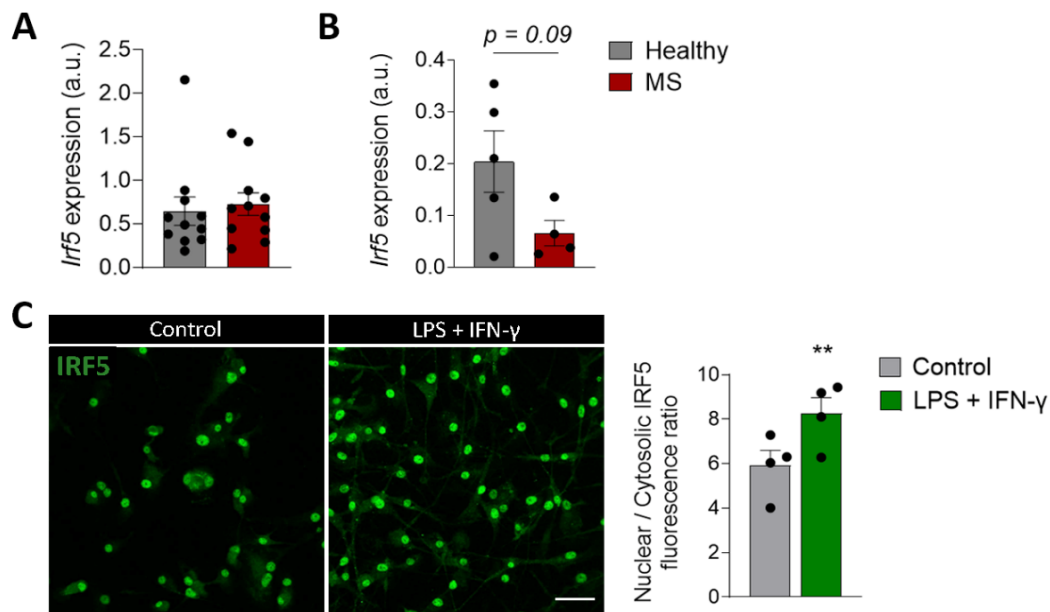 A
Irf5 expression (a.u.)
2.5
2.0
1.5
1.0
0.5
0.0
B
Irf5 expression (a.u.)
0.4
0.3
0.2
0.1
0.0
p = 0.09
Healthy
MS
C
Control
LPS + IFN-γ
IRF5
Nuclear / Cytosolic IRF5
fluorescence ratio
10
8
6
4
2
0
**
Control
LPS + IFN-γ